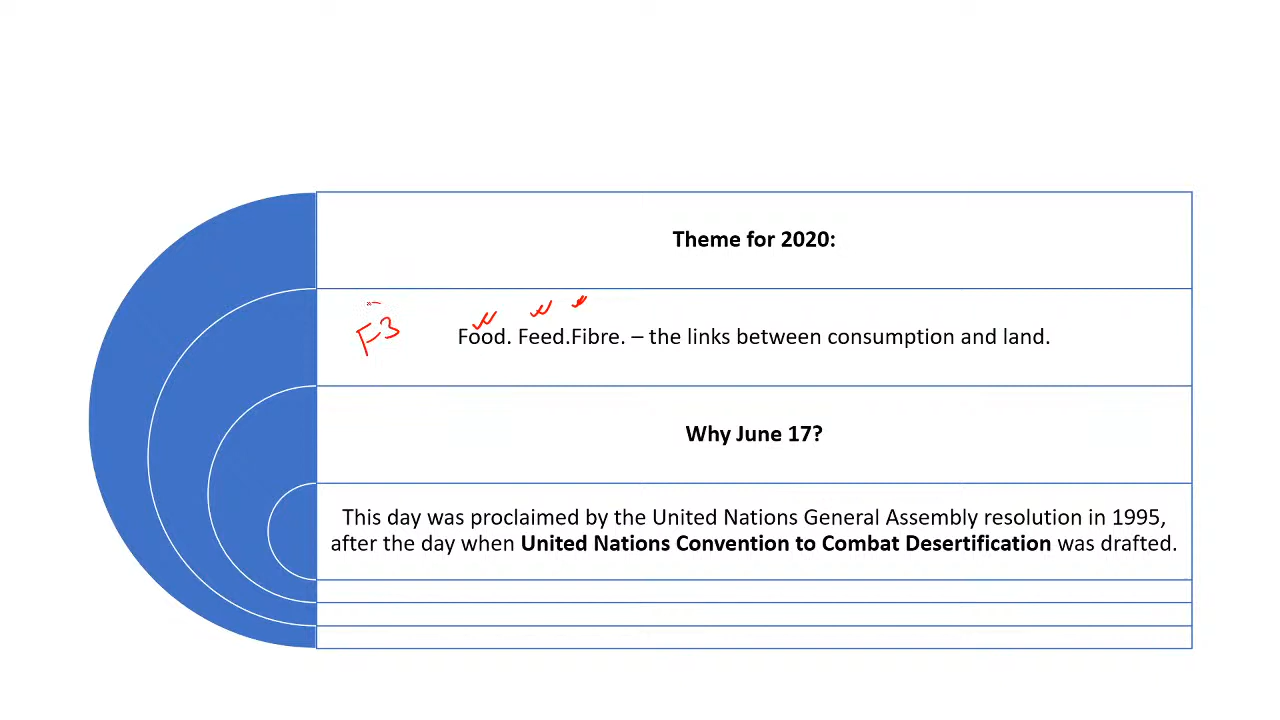 Theme for 2020:
F3
Food. Feed.Fibre. – the links between consumption and land.
Why June 17?
This day was proclaimed by the United Nations General Assembly resolution in 1995,
after the day when United Nations Convention to Combat Desertification was drafted.